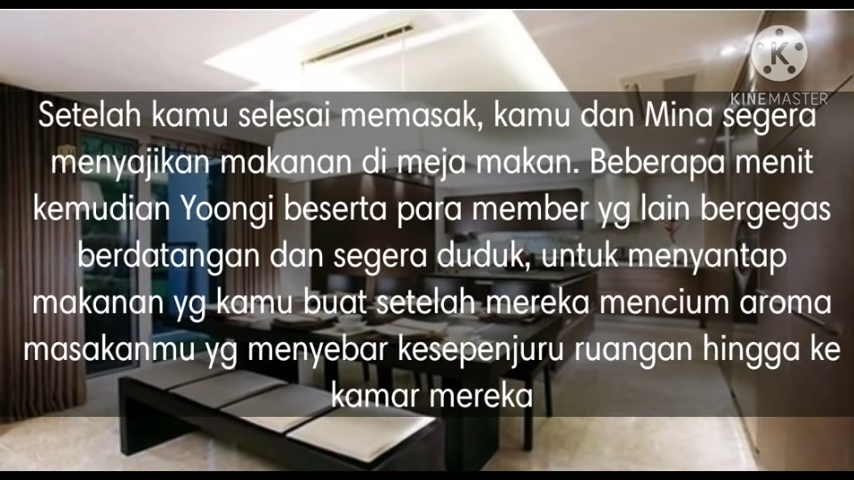 KINEMASTER
Setelah kamu selesai memasak, kamu dan Mina segera
menyajikan makanan di meja makan. Beberapa menit
kemudian Yoongi beserta para member yg lain bergegas
berdatangan dan segera duduk, untuk menyantap
makanan yg kamu buat setelah mereka mencium aroma
masakanmu yg menyebar kesepenjuru ruangan hingga ke
kamar mereka